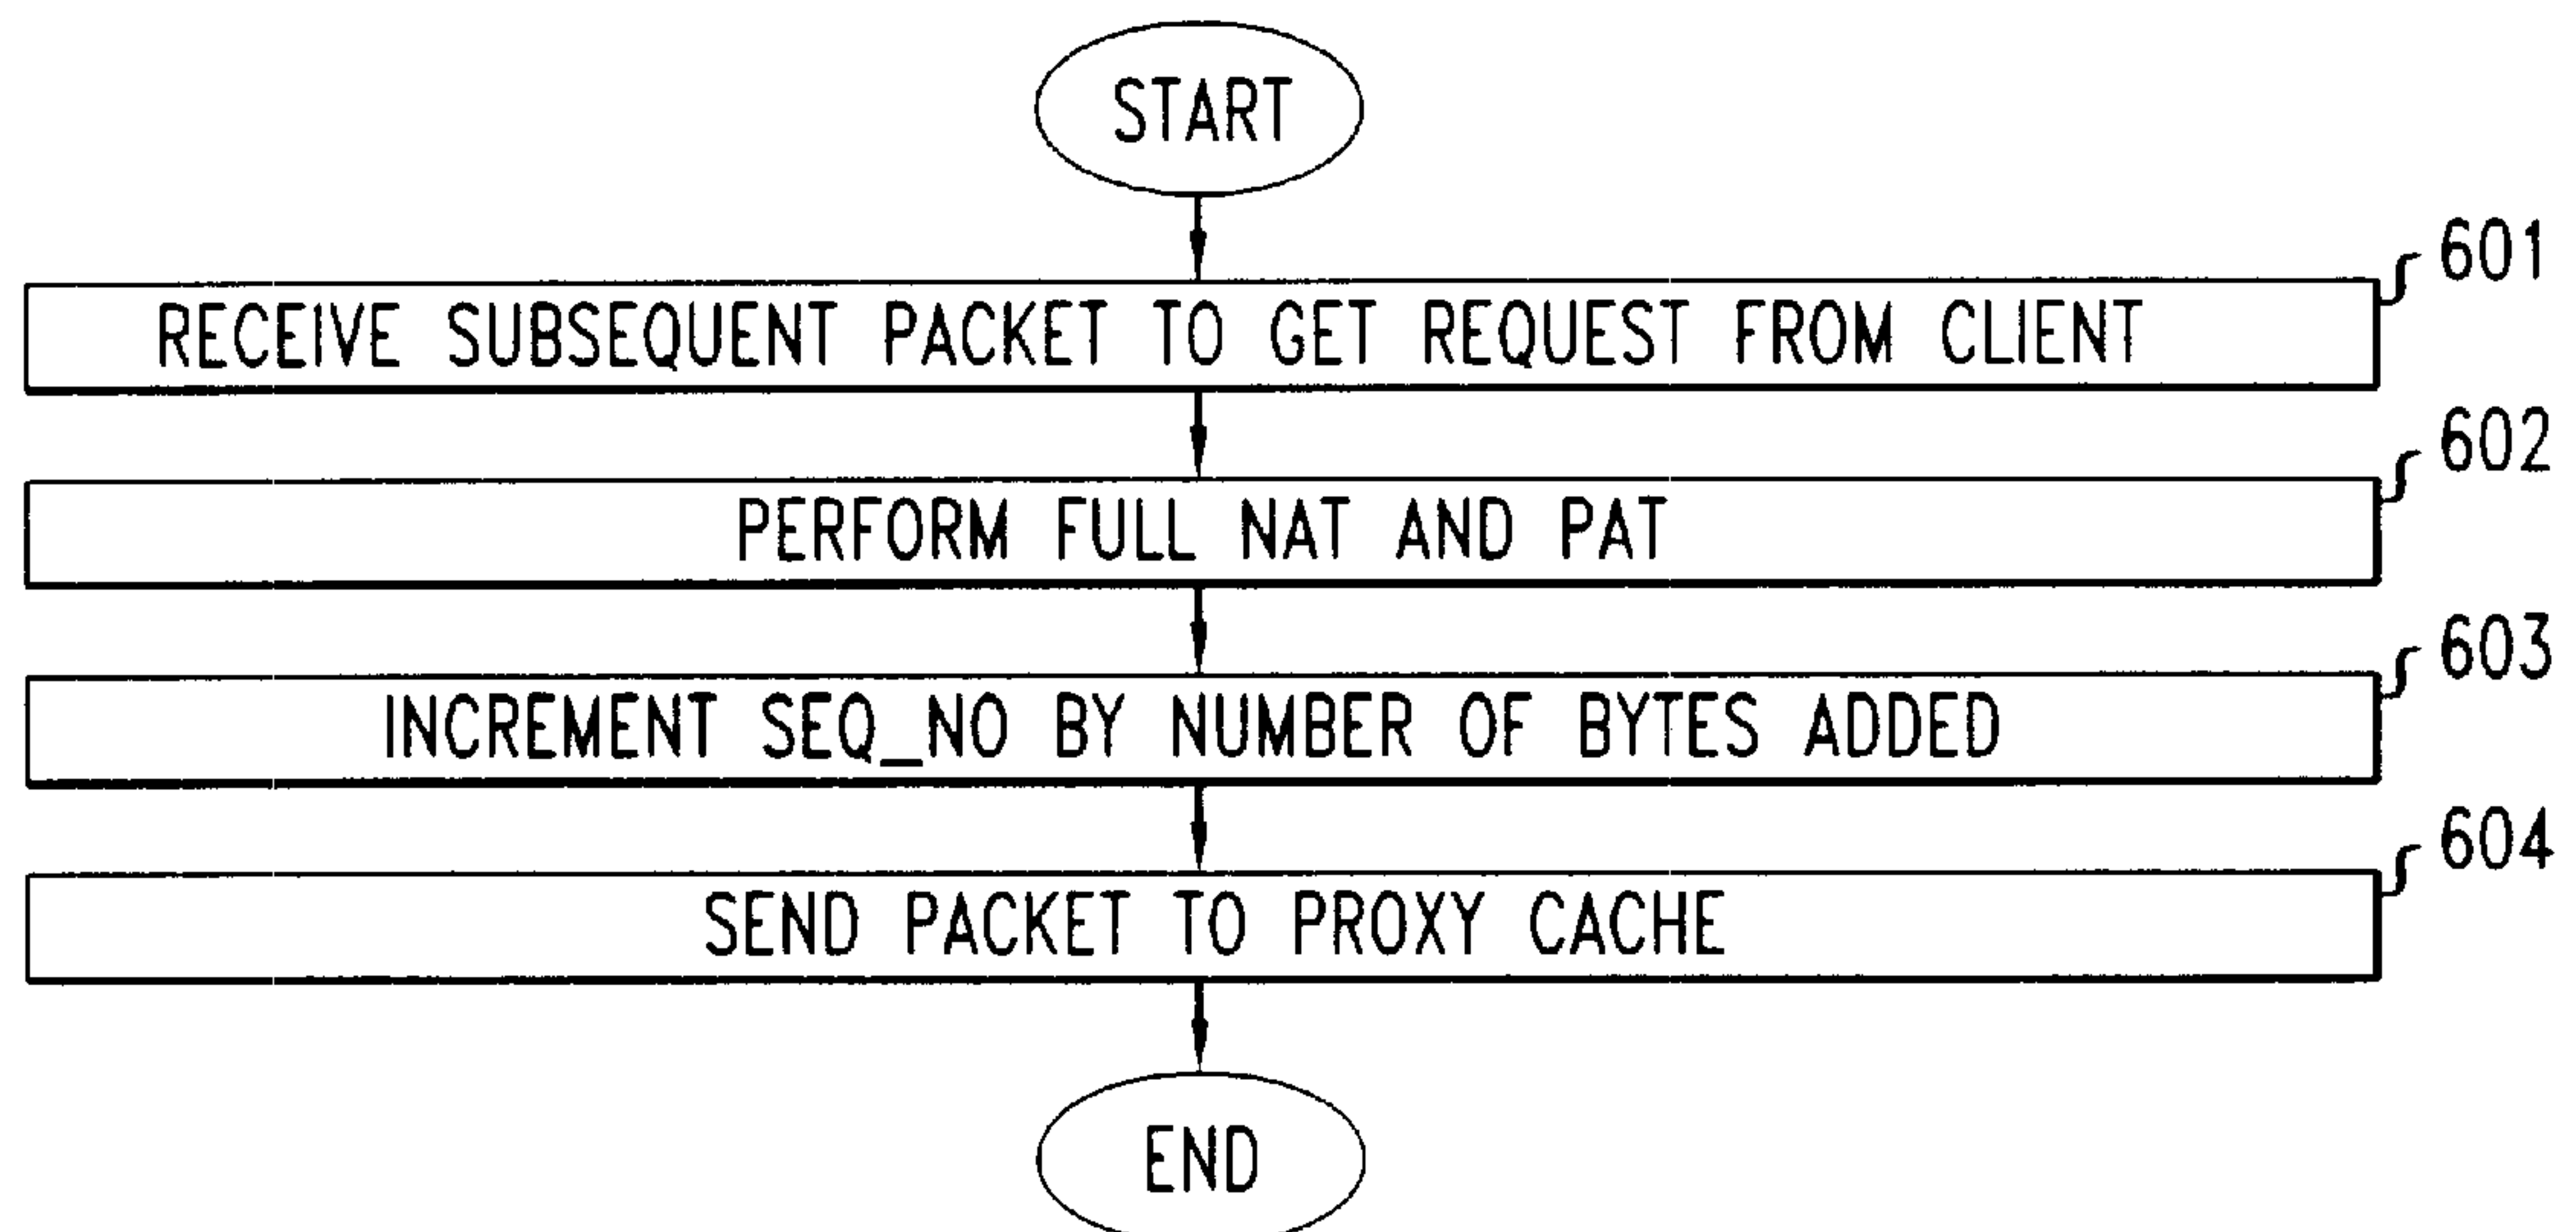 START
601
RECEIVE SUBSEQUENT PACKET TO GET REQUEST FROM CLIENT
602
PERFORM FULL NAT AND PAT
603
INCREMENT SEQ_NO BY NUMBER OF BYTES ADDED
604
SEND PACKET TO PROXY CACHE
END